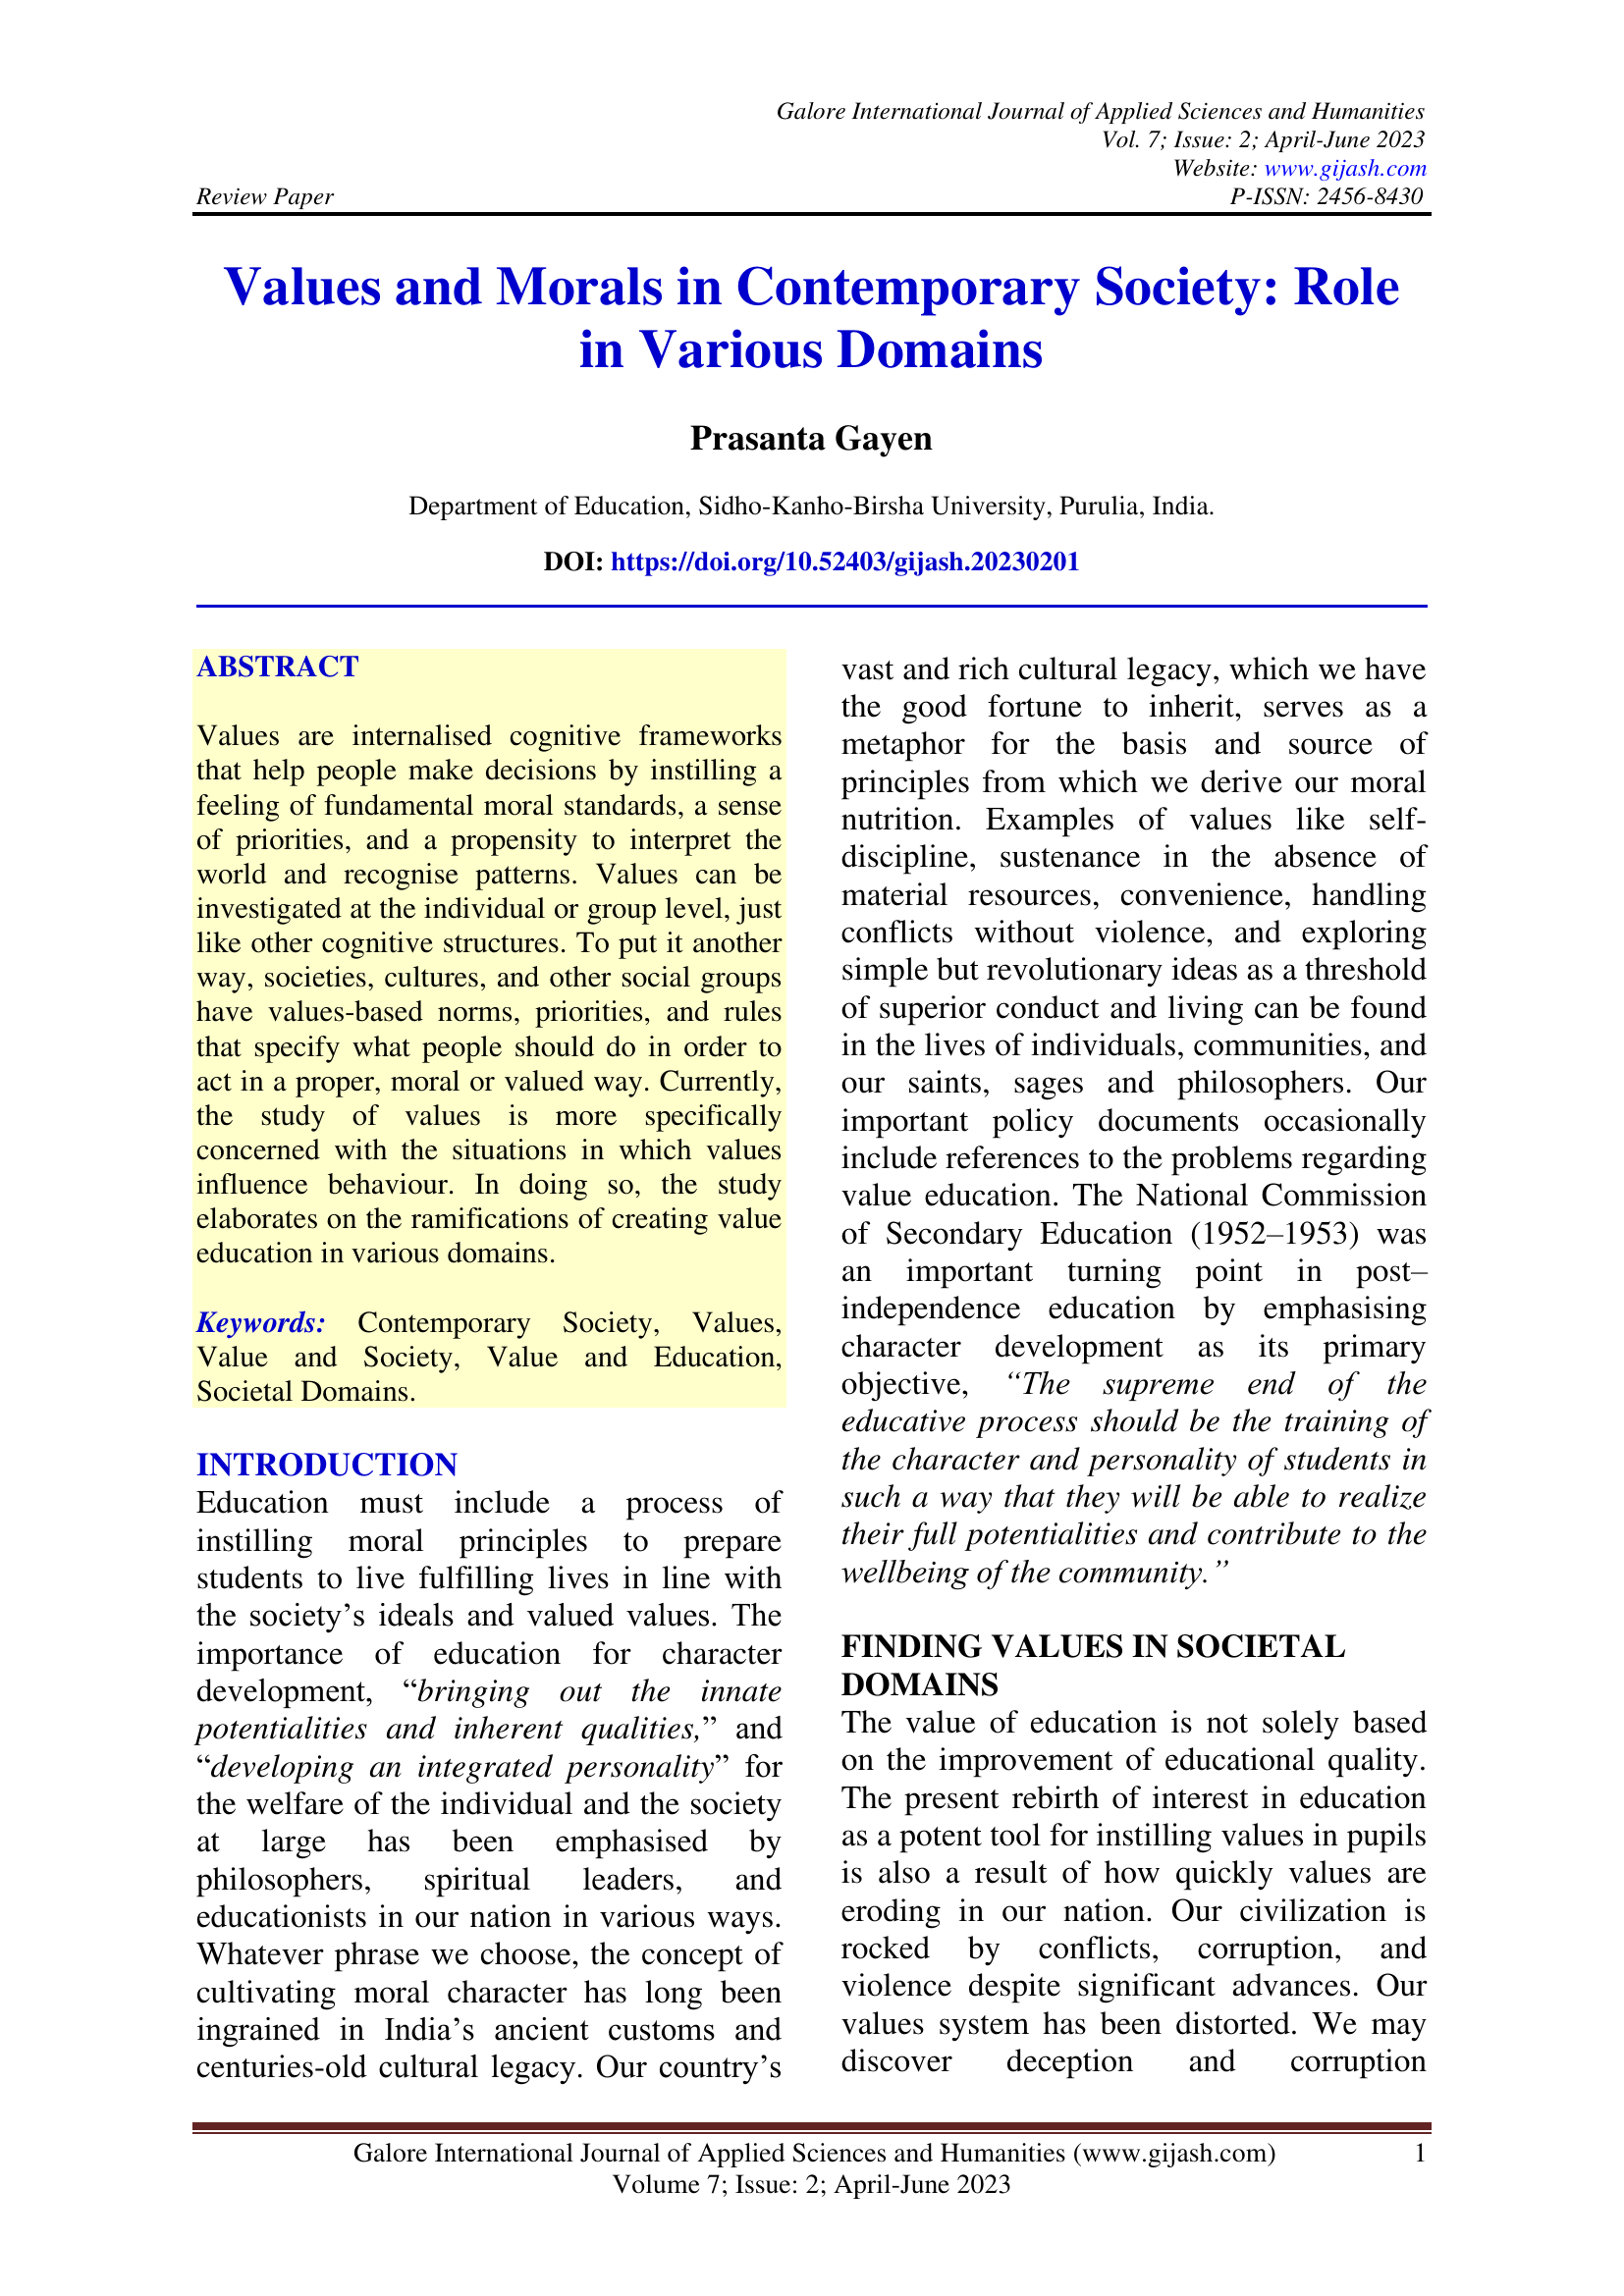 Galore International Journal of Applied Sciences and Humanities
Vol. 7; Issue: 2; April-June 2023
Website: www.gijash.com
Review Paper P-ISSN: 2456-8430
Values and Morals in Contemporary Society: Role
in Various Domains
Prasanta Gayen
Department of Education, Sidho-Kanho-Birsha University, Purulia, India.
DOI: https://doi.org/10.52403/gijash.20230201
ABSTRACT
Values are internalised cognitive frameworks
that help people make decisions by instilling a
feeling of fundamental moral standards, a sense
of priorities, and a propensity to interpret the
world and recognise patterns. Values can be
investigated at the individual or group level, just
like other cognitive structures. To put it another
way, societies, cultures, and other social groups
have values-based norms, priorities, and rules
that specify what people should do in order to
act in a proper, moral or valued way. Currently,
the study of values is more specifically
concerned with the situations in which values
influence behaviour. In doing so, the study
elaborates on the ramifications of creating value
education in various domains.
Keywords: Contemporary Society, Values,
Value and Society, Value and Education,
Societal Domains.
INTRODUCTION
Education must include a process of
instilling moral principles to prepare
students to live fulfilling lives in line with
the society’s ideals and valued values. The
importance of education for character
development, “bringing out the innate
potentialities and inherent qualities,” and
“developing an integrated personality” for
the welfare of the individual and the society
at large has been emphasised by
philosophers, spiritual leaders, and
educationists in our nation in various ways.
Whatever phrase we choose, the concept of
cultivating moral character has long been
ingrained in India’s ancient customs and
centuries-old cultural legacy. Our country’s
vast and rich cultural legacy, which we have
the good fortune to inherit, serves as a
metaphor for the basis and source of
principles from which we derive our moral
nutrition. Examples of values like self-
discipline, sustenance in the absence of
material resources, convenience, handling
conflicts without violence, and exploring
simple but revolutionary ideas as a threshold
of superior conduct and living can be found
in the lives of individuals, communities, and
our saints, sages and philosophers. Our
important policy documents occasionally
include references to the problems regarding
value education. The National Commission
of Secondary Education (1952–1953) was
an important turning point in post–
independence education by emphasising
character development as its primary
objective, “The supreme end of the
educative process should be the training of
the character and personality of students in
such a way that they will be able to realize
their full potentialities and contribute to the
wellbeing of the community.”
FINDING VALUES IN SOCIETAL
DOMAINS
The value of education is not solely based
on the improvement of educational quality.
The present rebirth of interest in education
as a potent tool for instilling values in pupils
is also a result of how quickly values are
eroding in our nation. Our civilization is
rocked by conflicts, corruption, and
violence despite significant advances. Our
values system has been distorted. We may
discover deception and corruption
Galore International Journal of Applied Sciences and Humanities (www.gijash.com) 1
Volume 7; Issue: 2; April-June 2023